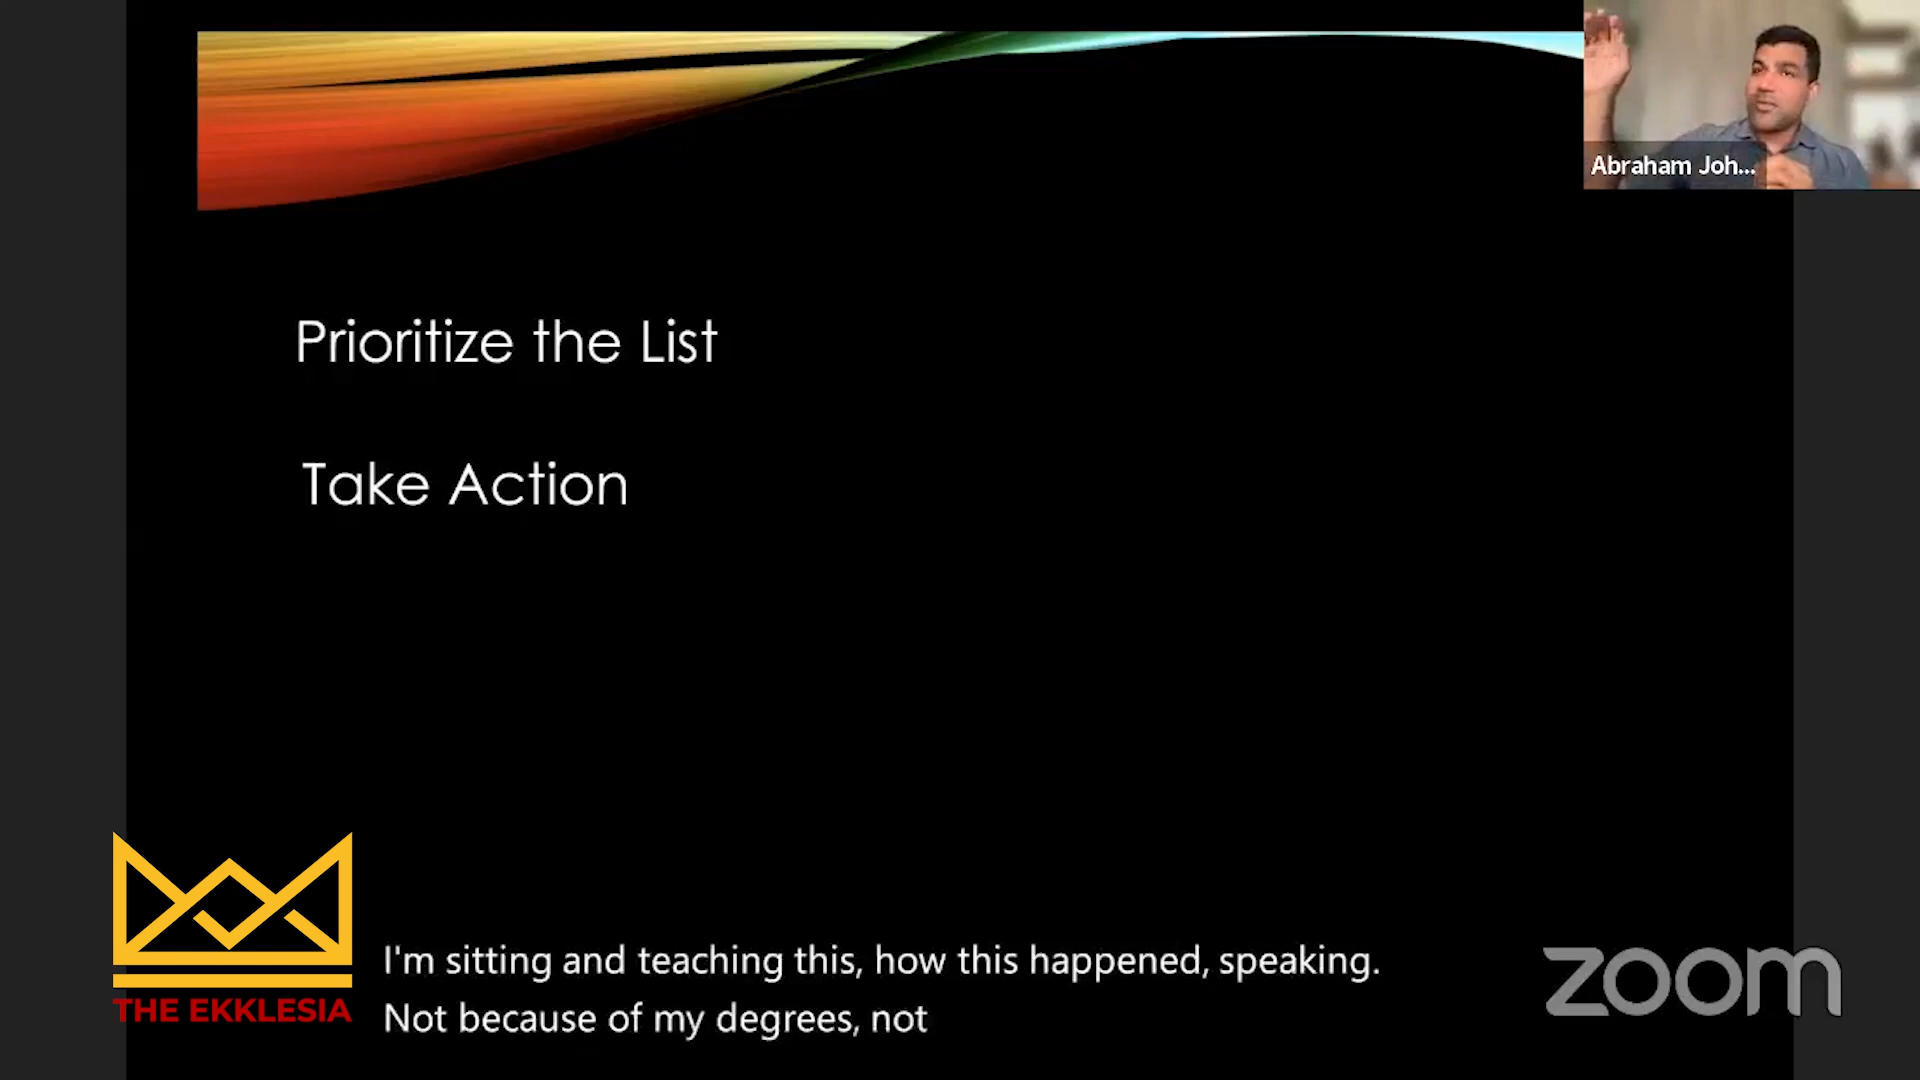 Abraham Joh...
Prioritize the List
Take Action
THE EKKLESIA
I'm sitting and teaching this, how this happened, speaking.
Not because of my degrees, not
zoom